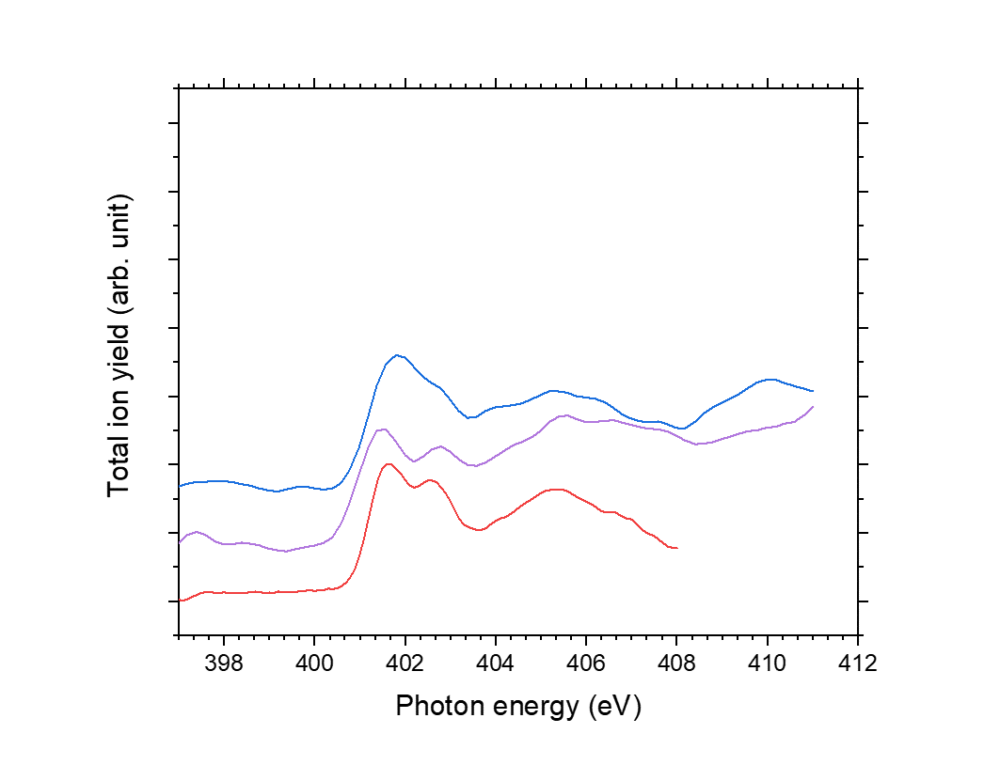 Total ion yield (arb. unit)
398 400 402 404 406 408 410 412
Photon energy (eV)